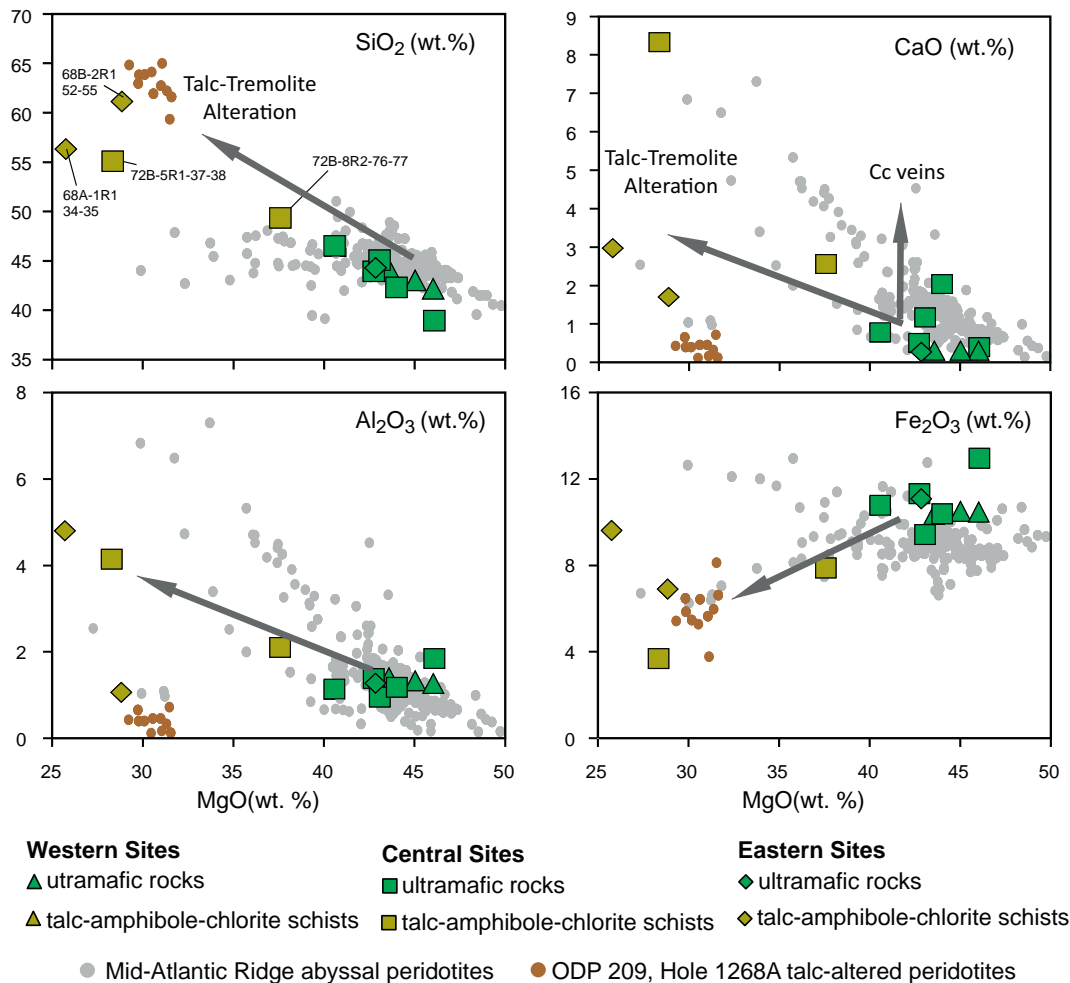 70
65
60
55
50
45
40
35
SiO2 (wt.%)
68B-2R1
52-55
Talc-Tremolite
Alteration
72B-8R2-76-77
72B-5R1-37-38
68A-1R1
34-35
9
8
7
6
5
4
3
2
1
0
CaO (wt.%)
Talc-Tremolite
Alteration
Cc veins
8
6
4
2
0
Al2O3 (wt.%)
25 30 35 40 45 50
MgO(wt. %)
16
12
8
4
0
Fe2O3 (wt.%)
25 30 35 40 45 50
MgO(wt. %)
Western Sites
utramafic rocks
talc-amphibole-chlorite schists
Central Sites
ultramafic rocks
talc-amphibole-chlorite schists
Eastern Sites
ultramafic rocks
talc-amphibole-chlorite schists
Mid-Atlantic Ridge abyssal peridotites
ODP 209, Hole 1268A talc-altered peridotites